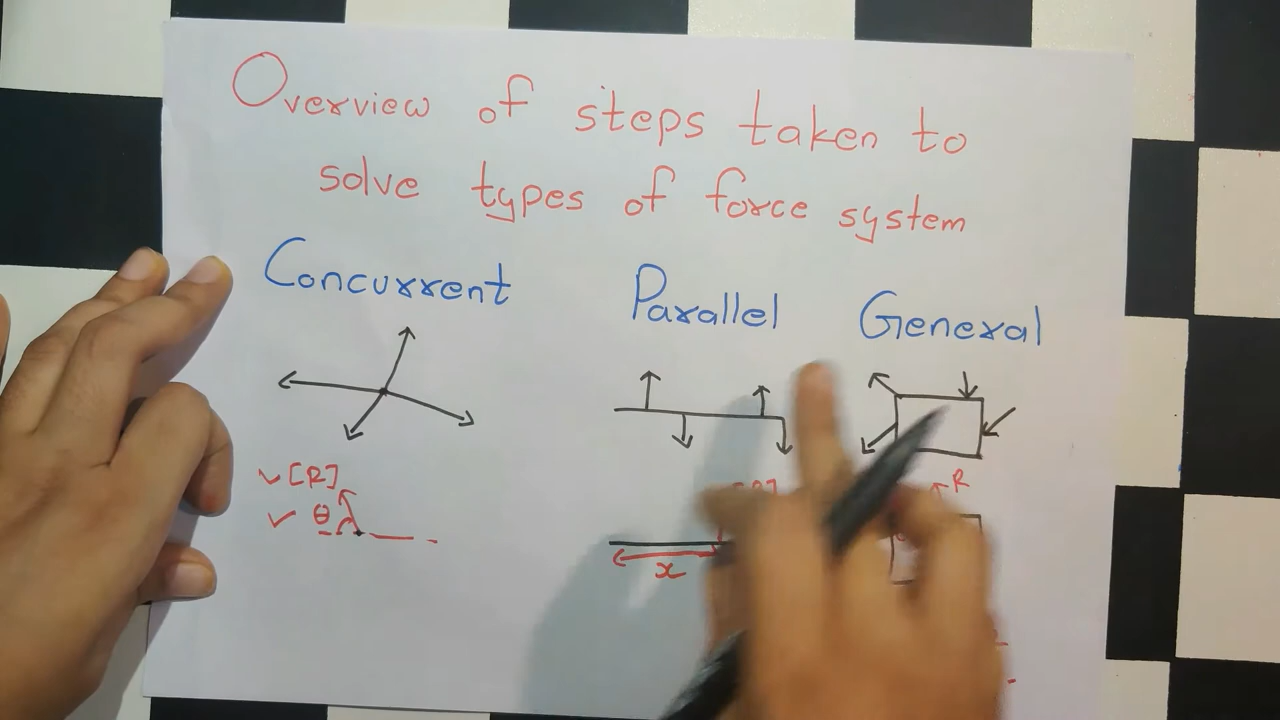 Overview of steps taken to
solve types of force system
Concurrent Parallel General
[R]
θ
x
R